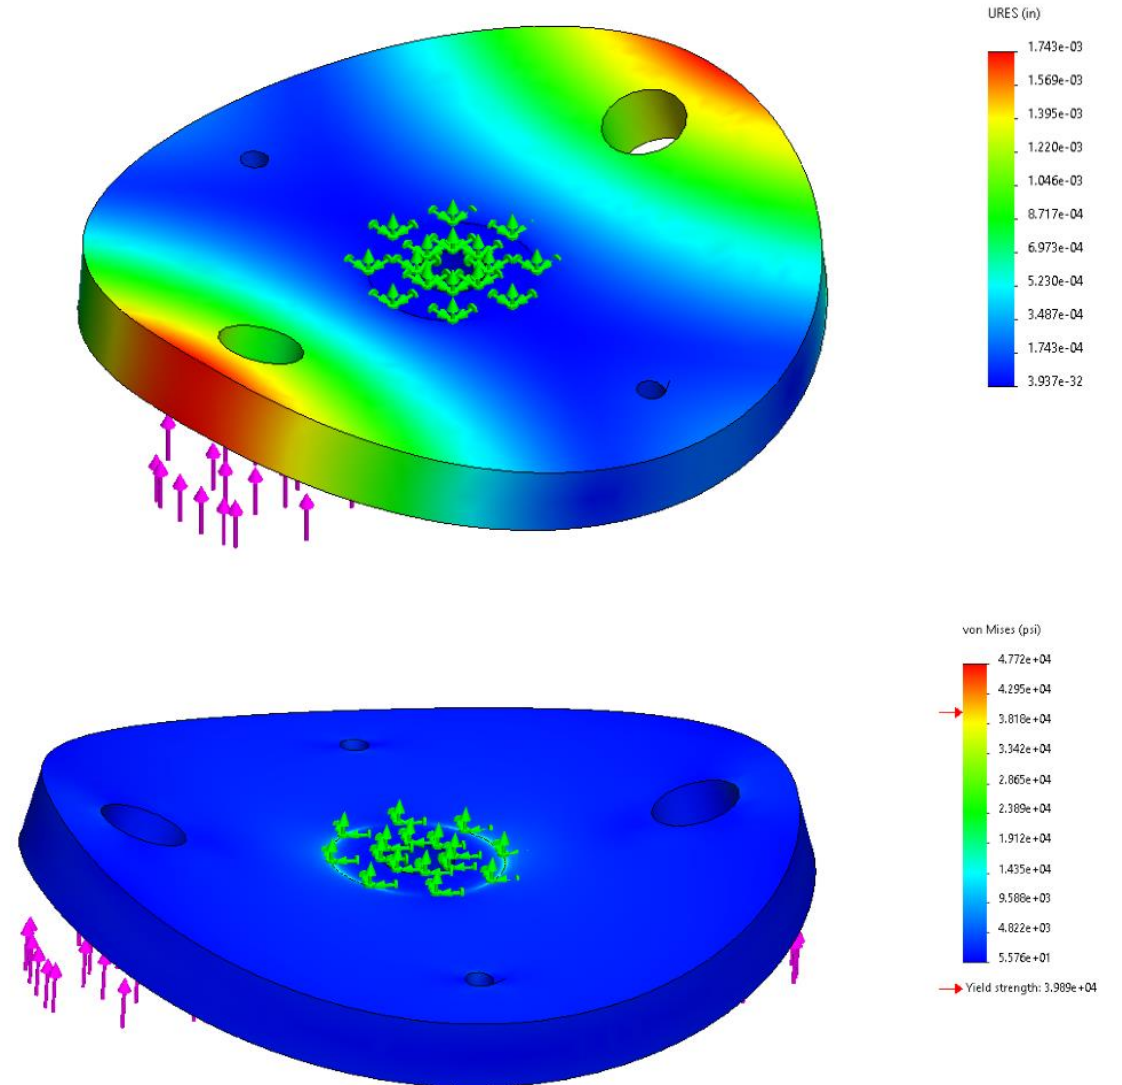 URES (in)
1.743e-03
1.569e-03
1.395e-03
1.220e-03
1.046e-03
8.717e-04
6.973e-04
5.230e-04
3.487e-04
1.743e-04
3.937e-32
von Mises (psi)
4.772e+04
4.295e+04
3.818e+04
3.342e+04
2.865e+04
2.389e+04
1.912e+04
1.435e+04
9.588e+03
4.822e+03
5.576e+01
Yield strength: 3.989e+04